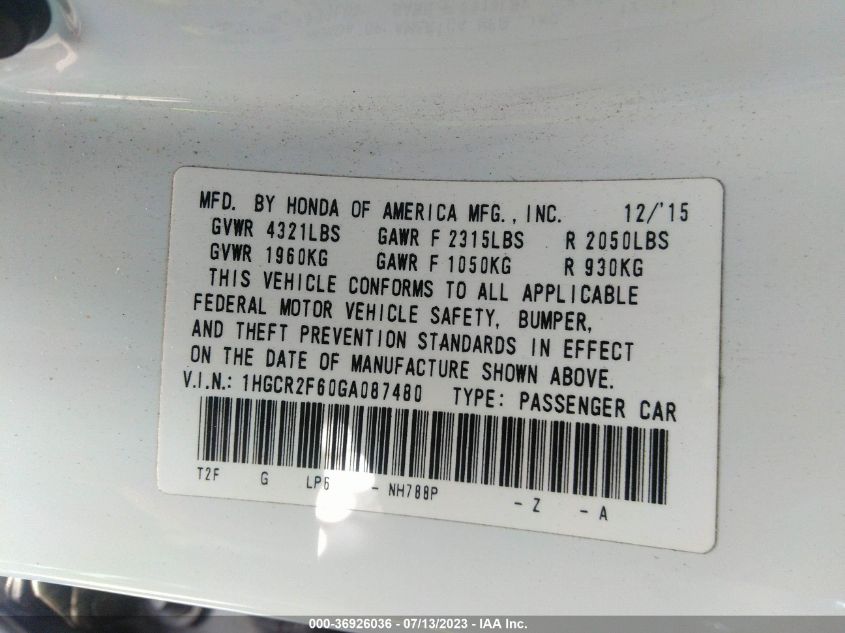 MFD. BY HONDA OF AMERICA MFG., INC. 12/'15
GVWR 4321LBS GAWR F 2315LBS R 2050LBS
GVWR 1960KG GAWR F 1050KG R 930KG
THIS VEHICLE CONFORMS TO ALL APPLICABLE
FEDERAL MOTOR VEHICLE SAFETY, BUMPER,
AND THEFT PREVENTION STANDARDS IN EFFECT
ON THE DATE OF MANUFACTURE SHOWN ABOVE.
V.I.N.: 1HGCR2F60GA087480 TYPE: PASSENGER CAR
T2F G LP6 - NH788P - Z - A
000-36926036 - 07/13/2023 - IAA Inc.